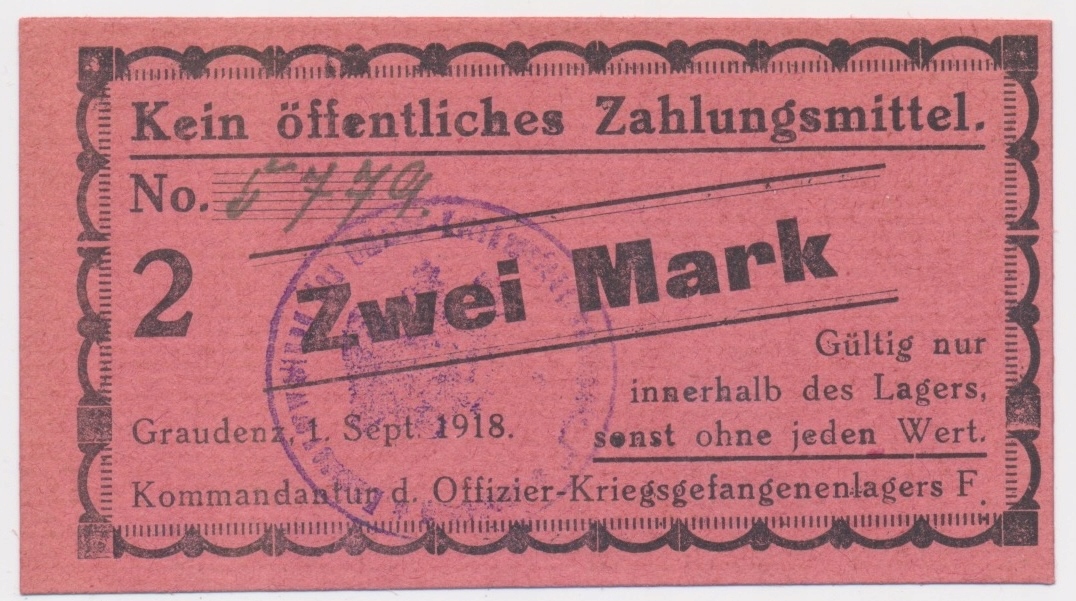 Kein öffentliches Zahlungsmittel.
No. 5779.
2
Zwei Mark
Gültig nur
innerhalb des Lagers,
sonst ohne jeden Wert.
Graudenz, 1. Sept. 1918.
Kommandantur d. Offizier-Kriegsgefangenenlagers F.